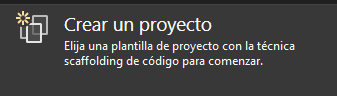 Crear un proyecto
Elija una plantilla de proyecto con la técnica
scaffolding de código para comenzar.